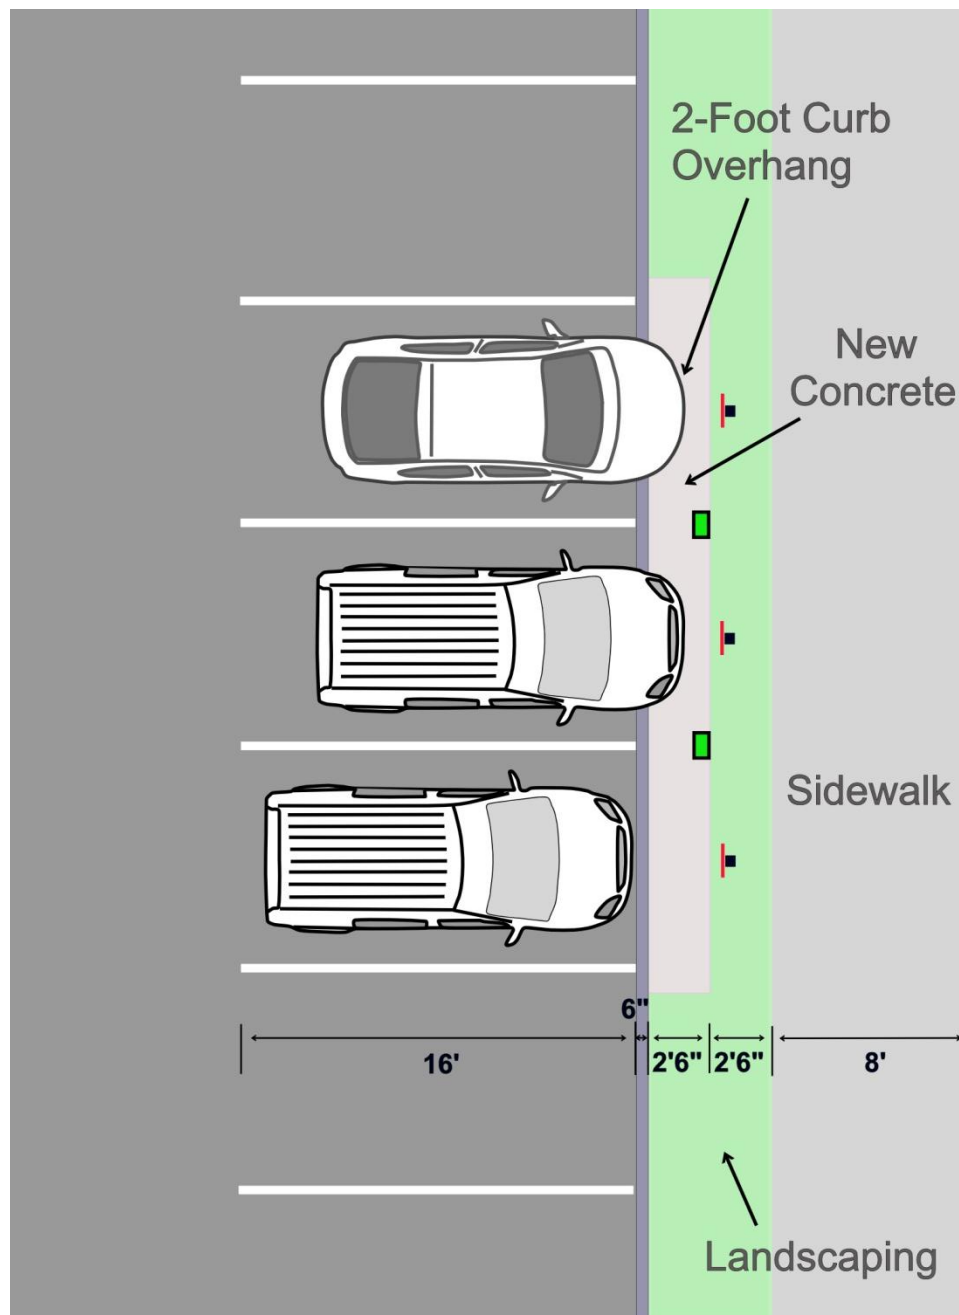 2-Foot Curb
Overhang
New
Concrete
Sidewalk
6"
16'
2'6"
2'6"
8'
Landscaping